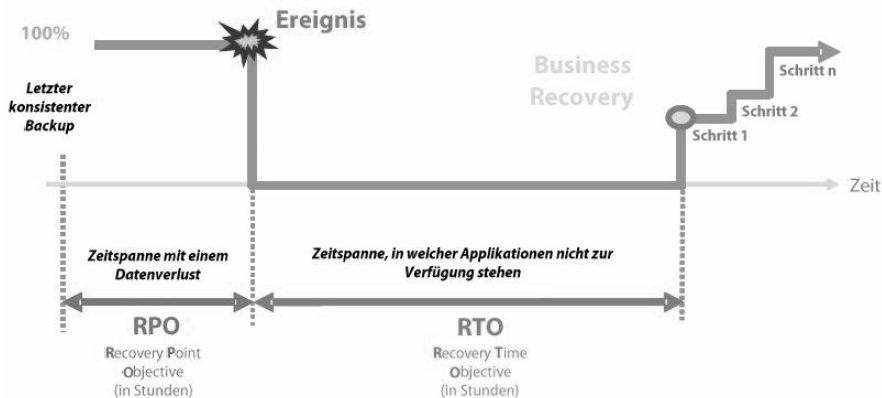 Ereignis
100%
Business
Recovery
Schritt n
Schritt 2
Schritt 1
Letzter
konsistenter
Backup
Zeit
Zeitspanne mit einem
Datenverlust
Zeitspanne, in welcher Applikationen nicht zur
Verfügung stehen
RPO
Recovery Point
Objective
(in Stunden)
RTO
Recovery Time
Objective
(in Stunden)